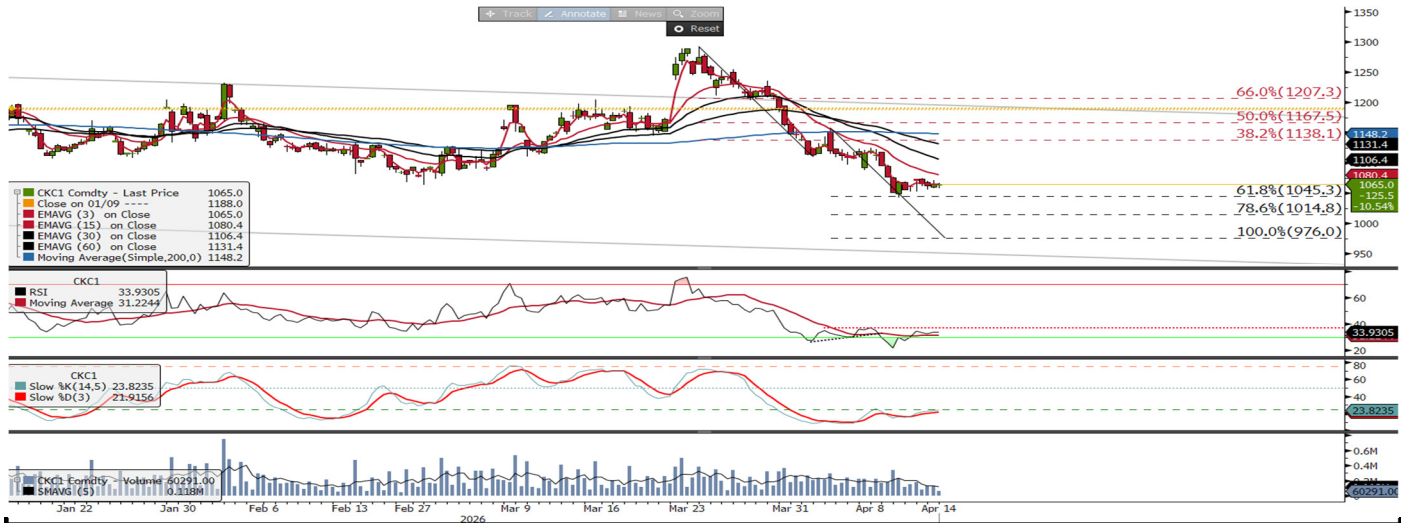 Track Annotate News Zoom
Reset
1350
1300
1250
1200
1000
950
66.0%(1207.3)
50.0%(1167.5)
38.2%(1138.1)
61.8%(1045.3)
78.6%(1014.8)
100.0%(976.0)
1148.2
1131.4
1106.4
1080.4
1065.0
-125.5
-10.54%
CKC1 Comdty - Last Price 1065.0
Close on 01/09 ---- 1188.0
EMAVG (3) on Close 1065.0
EMAVG (15) on Close 1080.4
EMAVG (30) on Close 1106.4
EMAVG (60) on Close 1131.4
Moving Average(Simple,200,0) 1148.2
CKC1
RSI 33.9305
Moving Average 31.2244
60
40
33.9305
20
CKC1
Slow %K(14,5) 23.8235
Slow %D(3) 21.9156
80
60
40
23.8235
CKC1 Comdty - Volume 60291.00
SMAVG (5) 0.118M
0.6M
0.4M
0.2M
60291.00
0
Jan 22 Jan 30 Feb 6 Feb 13 Feb 27 Mar 9 Mar 16 Mar 23 Mar 31 Apr 8 Apr 14
2026